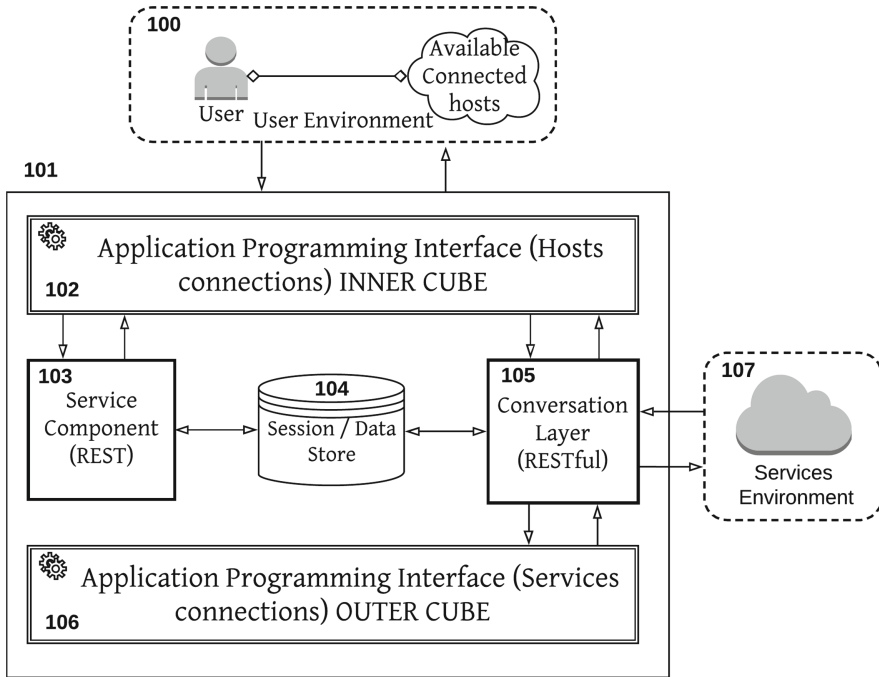 100
Available
Connected
hosts
User
User Environment
101
Application Programming Interface (Hosts
connections) INNER CUBE
102
103
Service
Component
(REST)
104
Session / Data
Store
105
Conversation
Layer
(RESTful)
107
Services
Environment
Application Programming Interface (Services
connections) OUTER CUBE
106